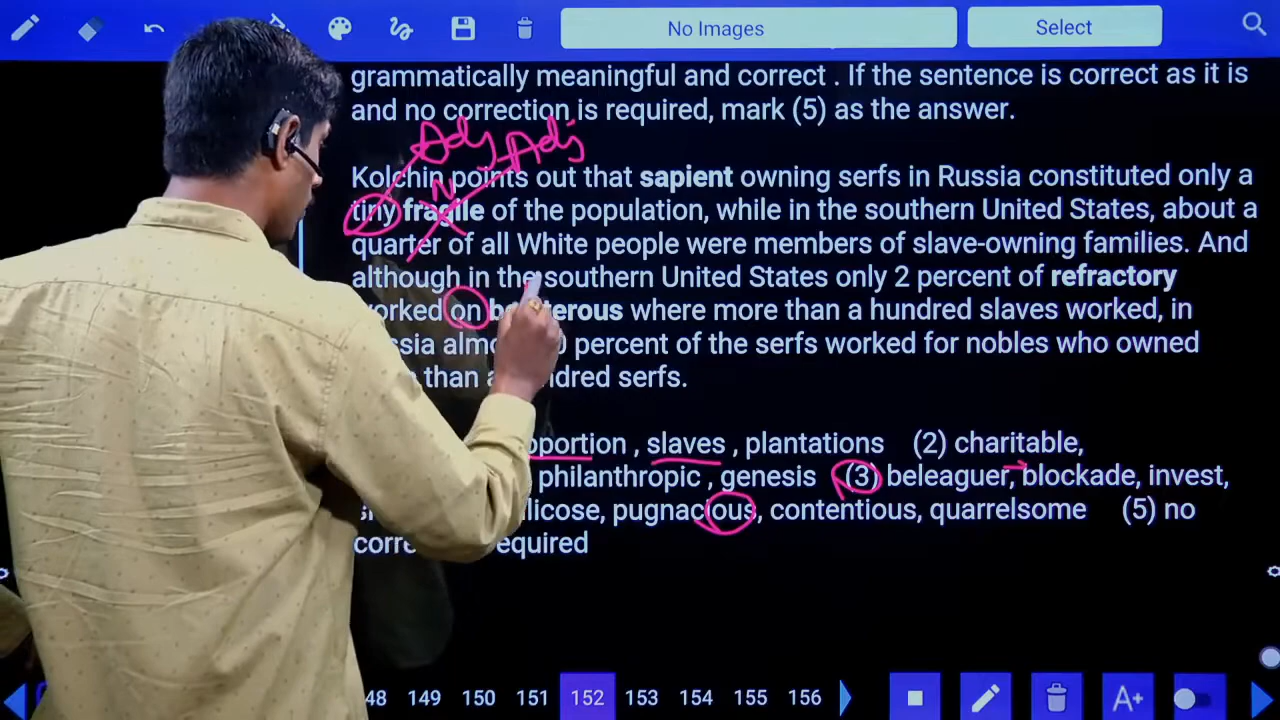 No Images
Select
grammatically meaningful and correct . If the sentence is correct as it is
and no correction is required, mark (5) as the answer.
Adj Adj
Kolchin points out that sapient owning serfs in Russia constituted only a
N
tiny fragile of the population, while in the southern United States, about a
quarter of all White people were members of slave-owning families. And
although in the southern United States only 2 percent of refractory
worked on where more than a hundred slaves worked, in
percent of the serfs worked for nobles who owned
than serfs.
, slaves , plantations (2) charitable,
philanthropic , genesis (3) beleaguer, blockade, invest,
pugnacious, contentious, quarrelsome (5) no
149 150 151 152 153 154 155 156
A+